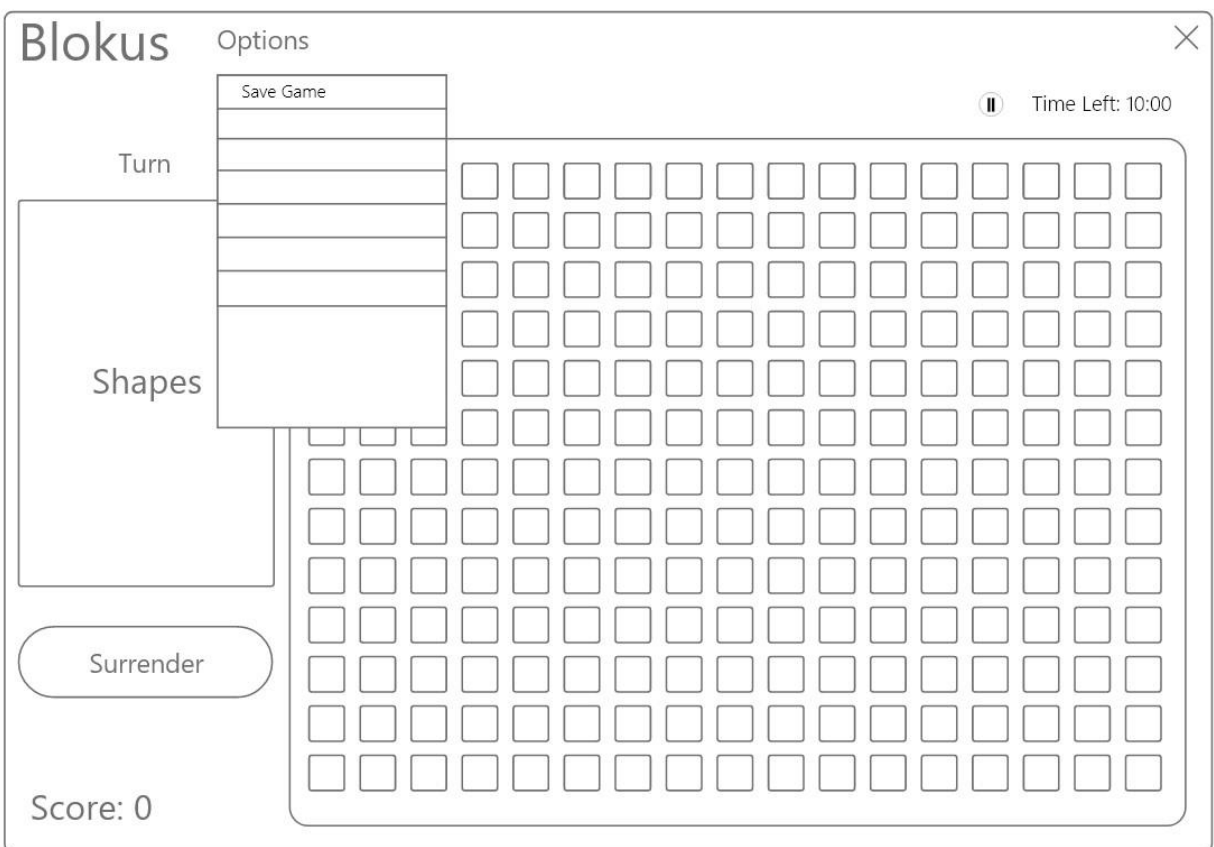 Blokus
Options
Save Game
Time Left: 10:00
Turn
Shapes
Surrender
Score: 0